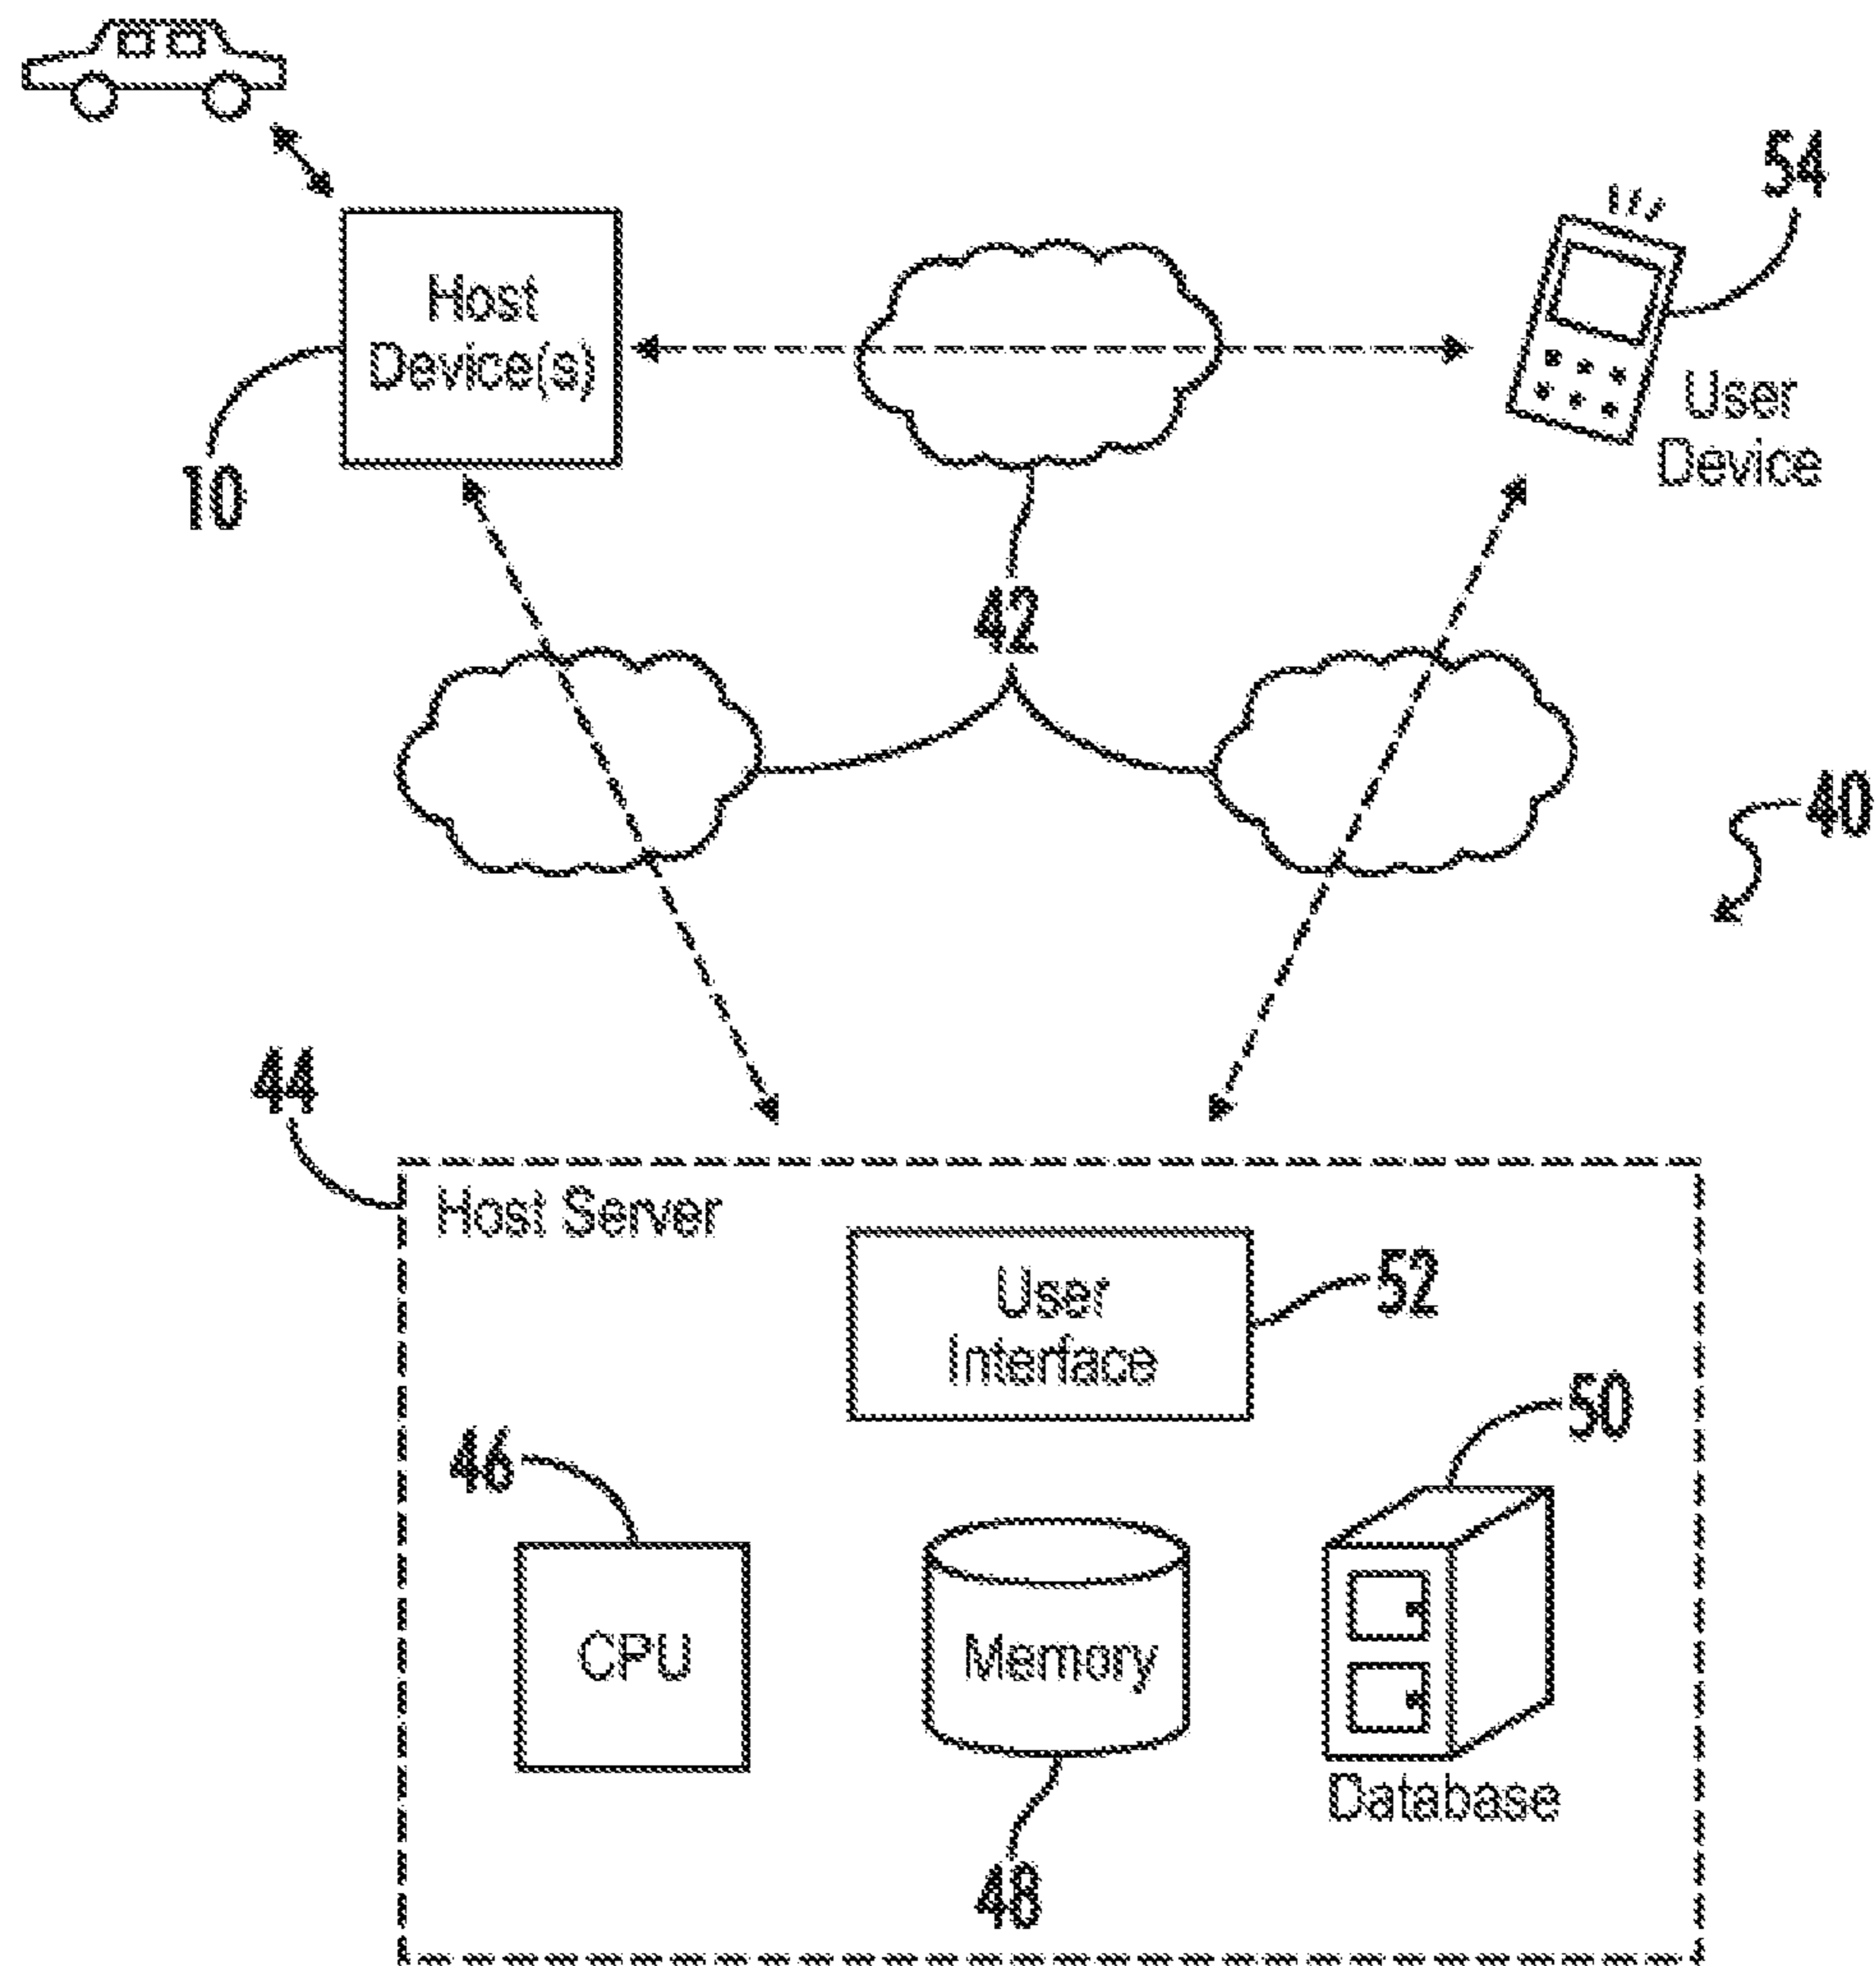 54
Host
Device(s)
User
Device
10
42
40
44
Host Server
User
Interface
52
50
46
CPU
Memory
Database
48